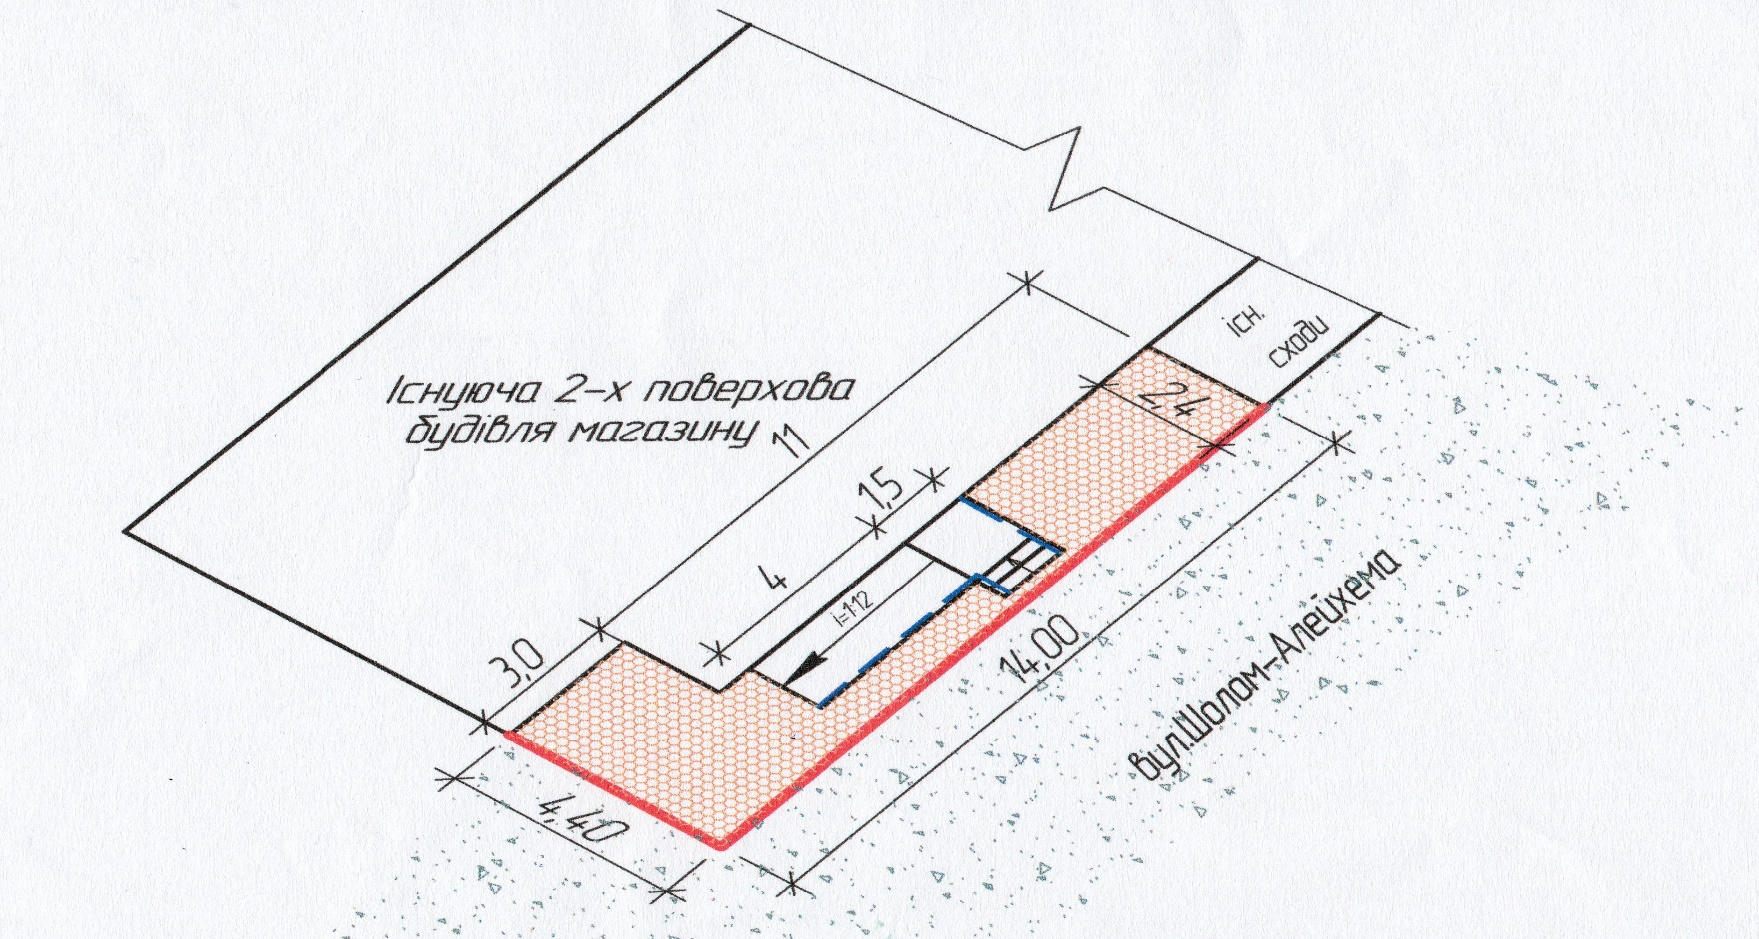 Існуюча 2-х поверхова
будівля магазину
11
існ.
сходи
2,4
1,5
4
i=1:12
3,0
14,00
4,40
вул.Шолом-Алейхема